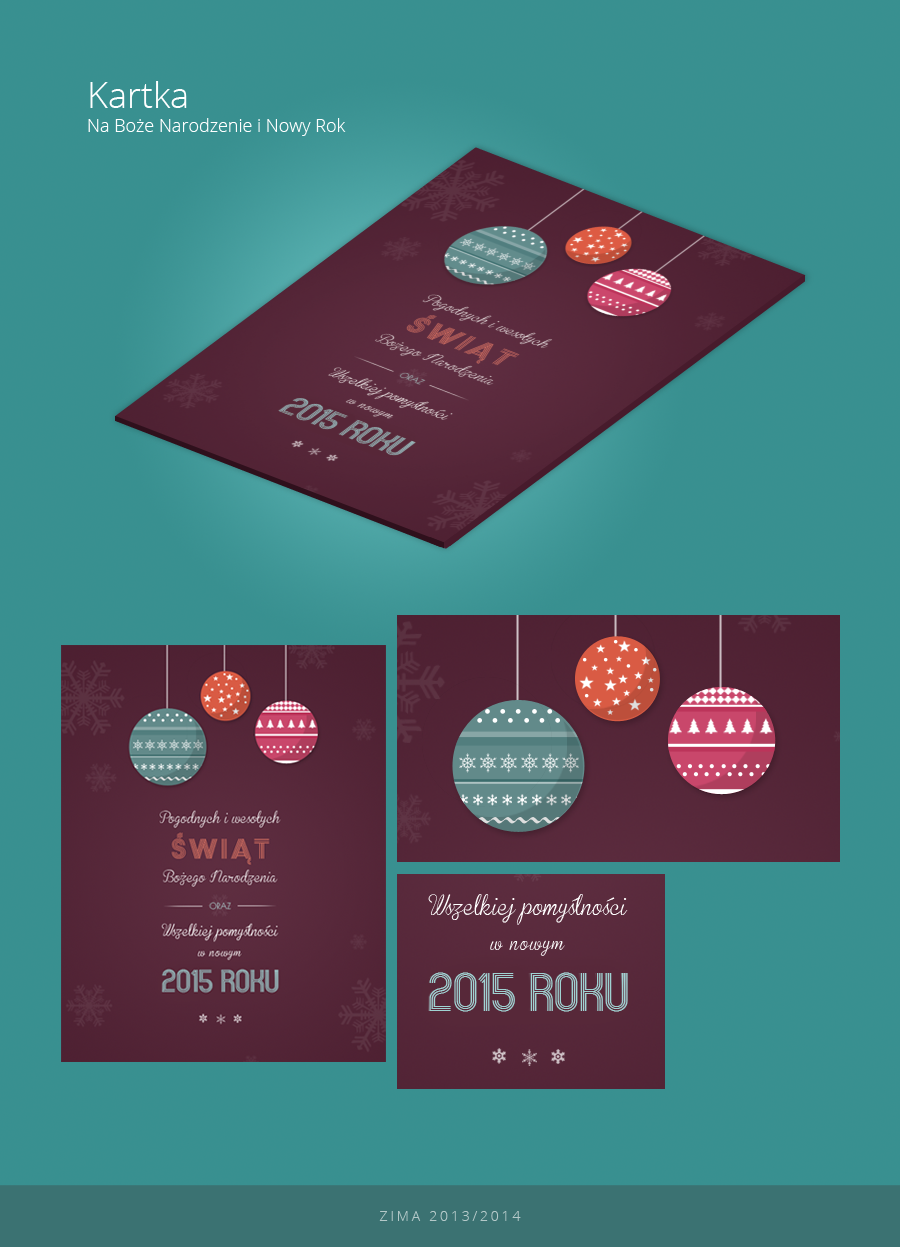 Kartka
Na Boże Narodzenie i Nowy Rok
Pogodnych i wesołych
ŚWIĄT
Bożego Narodzenia
ORAZ
Wszelkiej pomyślności
w nowym
2015 ROKU
Pogodnych i wesołych
ŚWIĄT
Bożego Narodzenia
ORAZ
Wszelkiej pomyślności
w nowym
2015 ROKU
Wszelkiej pomyślności
w nowym
2015 ROKU
ZIMA 2013/2014